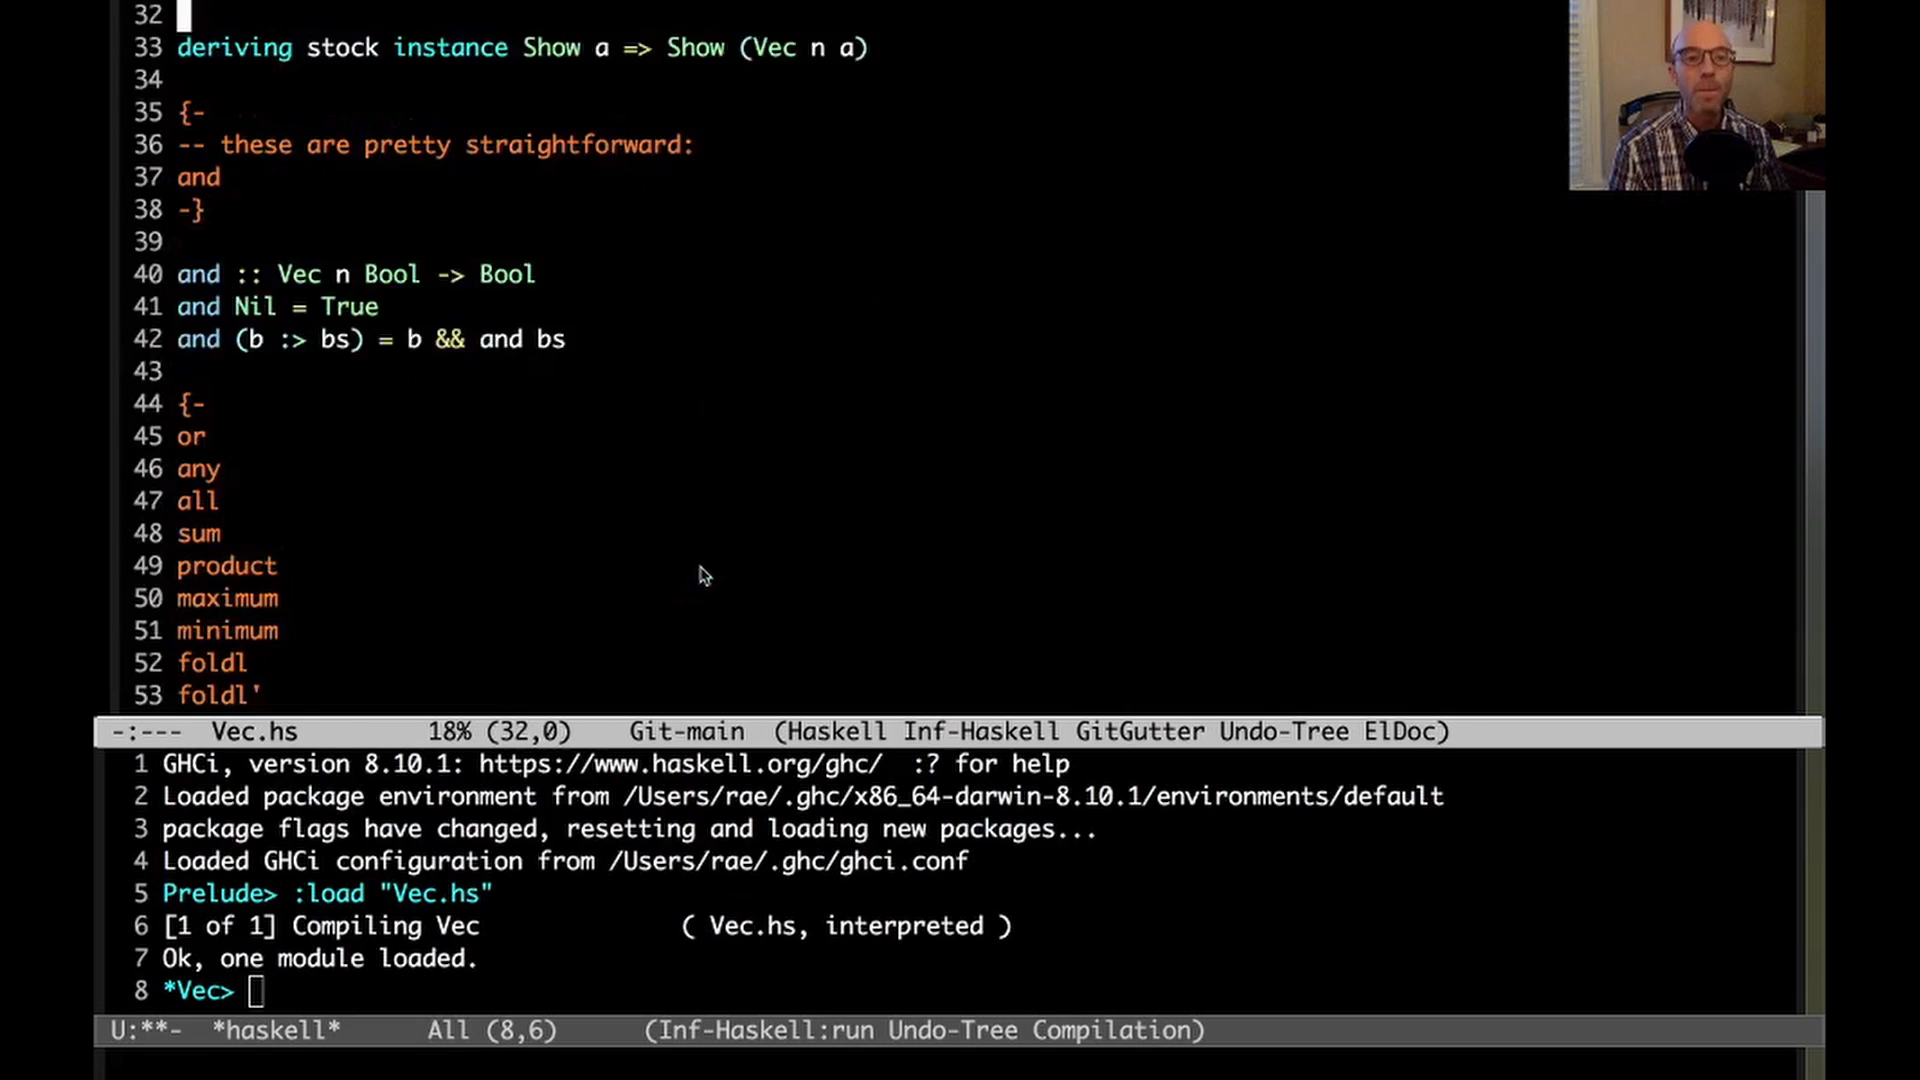 32
33 deriving stock instance Show a => Show (Vec n a)
34
35 {-
36 -- these are pretty straightforward:
37 and
38 -}
39
40 and :: Vec n Bool -> Bool
41 and Nil = True
42 and (b :> bs) = b && and bs
43
44 {-
45 or
46 any
47 all
48 sum
49 product
50 maximum
51 minimum
52 foldl
53 foldl'
-:--- Vec.hs 18% (32,0) Git-main (Haskell Inf-Haskell GitGutter Undo-Tree ElDoc)
1 GHCi, version 8.10.1: https://www.haskell.org/ghc/ :? for help
2 Loaded package environment from /Users/rae/.ghc/x86_64-darwin-8.10.1/environments/default
3 package flags have changed, resetting and loading new packages...
4 Loaded GHCi configuration from /Users/rae/.ghc/ghci.conf
5 Prelude> :load "Vec.hs"
6 [1 of 1] Compiling Vec ( Vec.hs, interpreted )
7 Ok, one module loaded.
8 *Vec>
U:**- *haskell* All (8,6) (Inf-Haskell:run Undo-Tree Compilation)